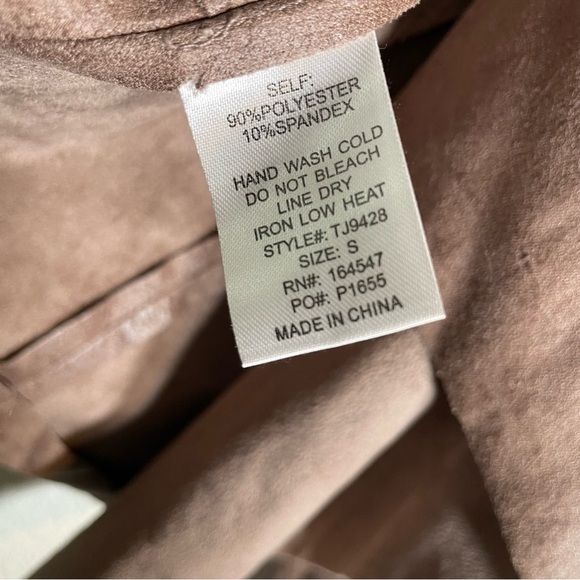 SELF:
90%POLYESTER
10%SPANDEX
HAND WASH COLD
DO NOT BLEACH
LINE DRY
IRON LOW HEAT
STYLE#: TJ9428
SIZE: S
RN#: 164547
PO#: P1655
MADE IN CHINA